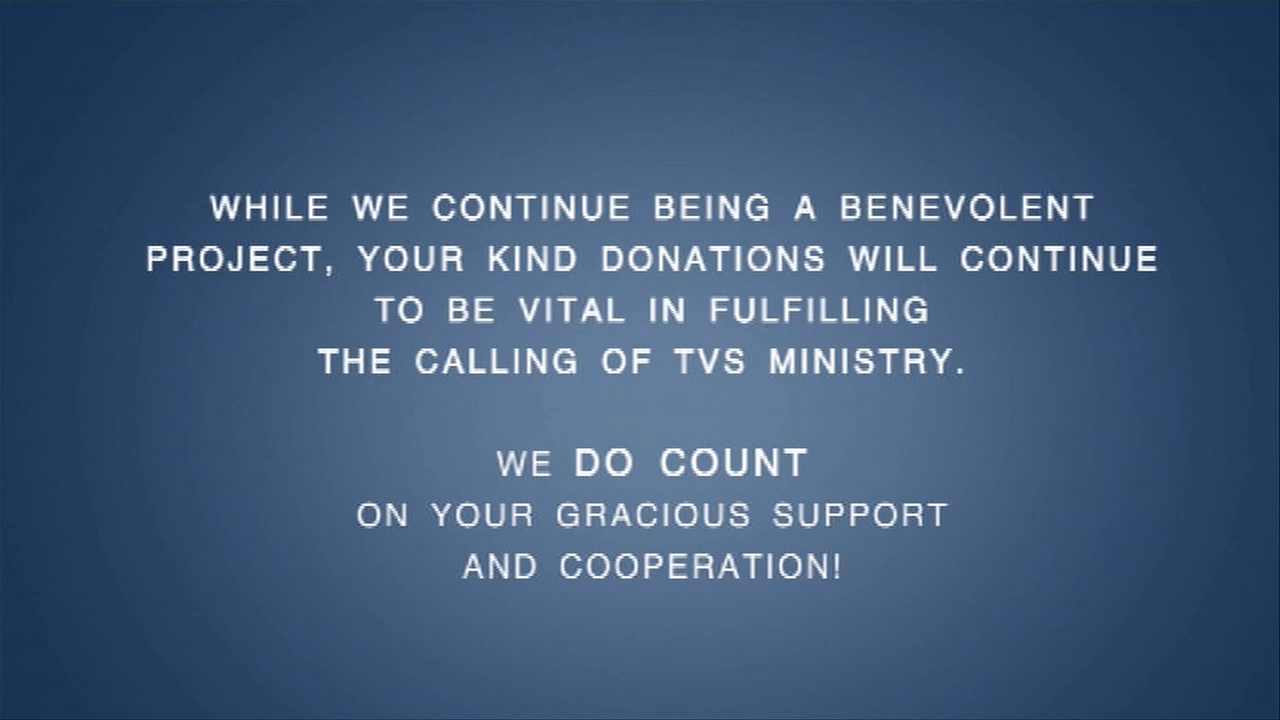 WHILE WE CONTINUE BEING A BENEVOLENT
PROJECT, YOUR KIND DONATIONS WILL CONTINUE
TO BE VITAL IN FULFILLING
THE CALLING OF TVS MINISTRY.
WE DO COUNT
ON YOUR GRACIOUS SUPPORT
AND COOPERATION!